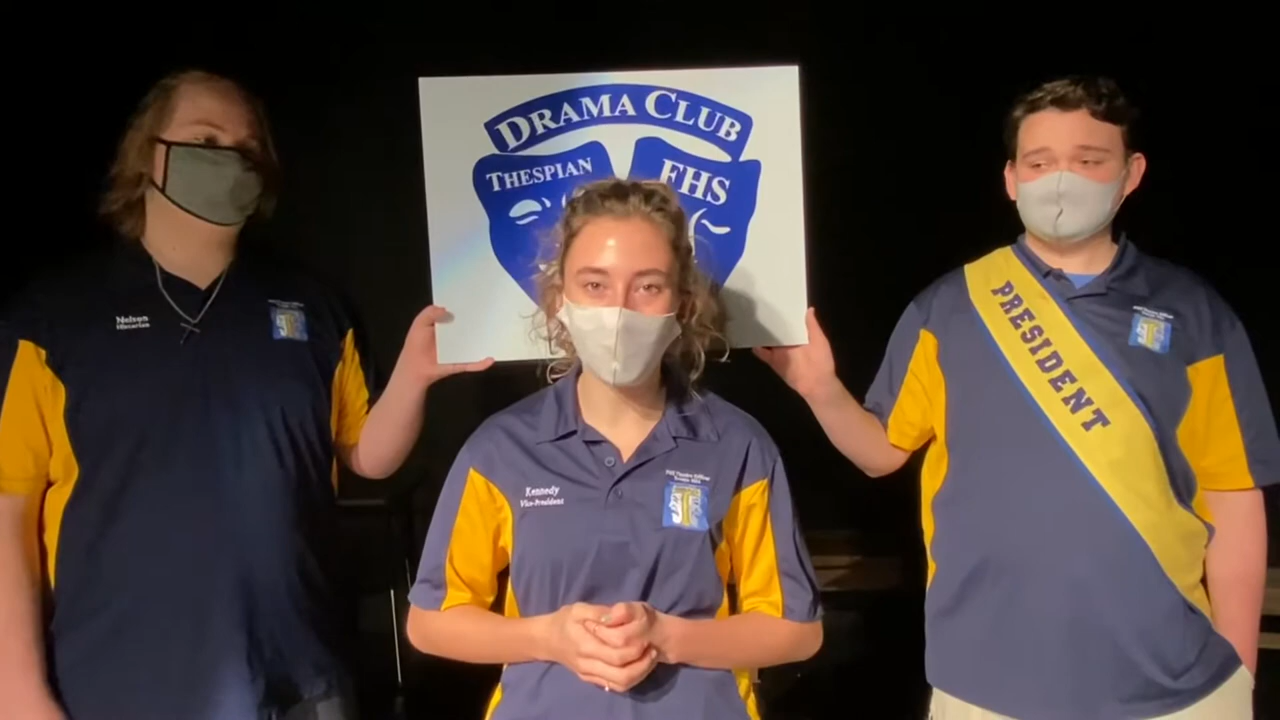 DRAMA CLUB
THESPIAN
FHS
Nelson
Historian
Kennedy
Vice-President
PRESIDENT